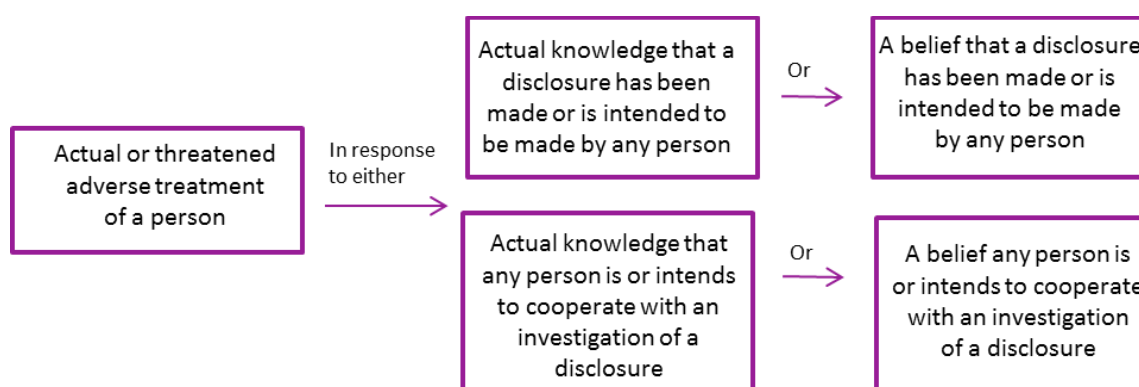 Actual or threatened
adverse treatment
of a person
In response
to either
Actual knowledge that a
disclosure has been
made or is intended to
be made by any person
Or
A belief that a disclosure
has been made or is
intended to be made
by any person
Actual knowledge that
any person is or intends
to cooperate with an
investigation of a
disclosure
Or
A belief any person is
or intends to cooperate
with an investigation
of a disclosure